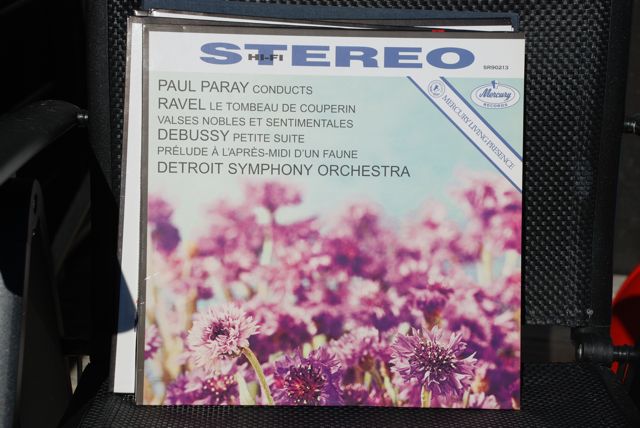 STEREO
HI-FI
SR90213
PAUL PARAY CONDUCTS
RAVEL LE TOMBEAU DE COUPERIN
VALSES NOBLES ET SENTIMENTALES
DEBUSSY PETITE SUITE
PRÉLUDE À L'APRÈS-MIDI D'UN FAUNE
DETROIT SYMPHONY ORCHESTRA
Mercury
RECORDS
MERCURY LIVING PRESENCE